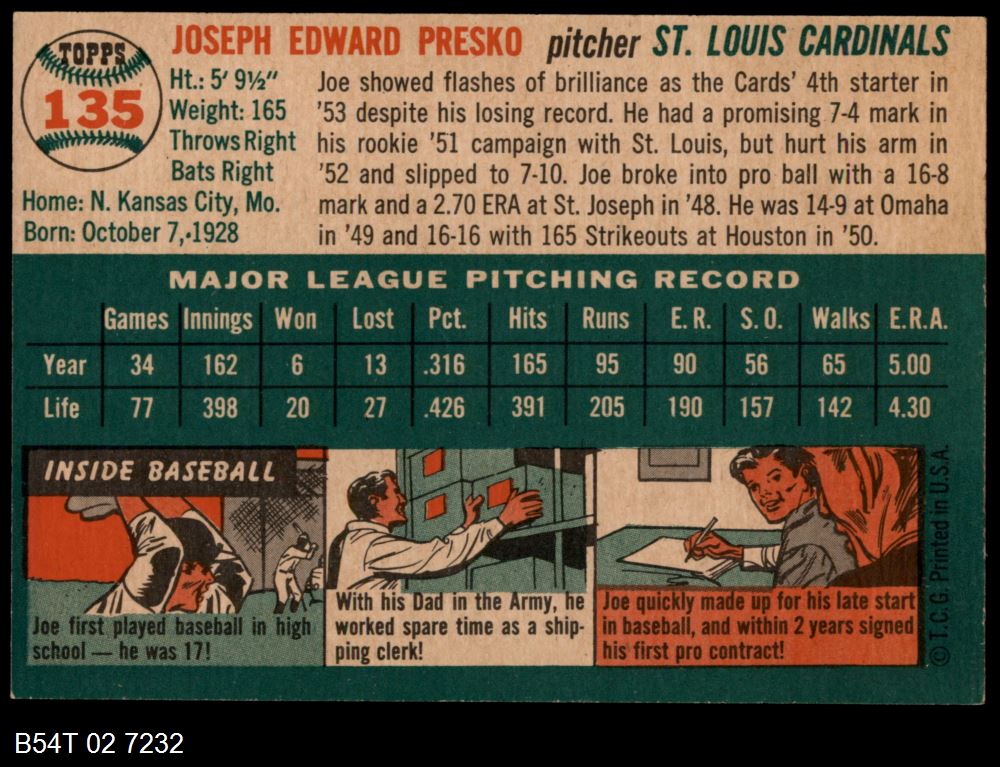 TOPPS
135
JOSEPH EDWARD PRESKO pitcher ST. LOUIS CARDINALS
Ht.: 5' 9½"
Weight: 165
Throws Right
Bats Right
Home: N. Kansas City, Mo.
Born: October 7, 1928
Joe showed flashes of brilliance as the Cards' 4th starter in
'53 despite his losing record. He had a promising 7-4 mark in
his rookie '51 campaign with St. Louis, but hurt his arm in
'52 and slipped to 7-10. Joe broke into pro ball with a 16-8
mark and a 2.70 ERA at St. Joseph in '48. He was 14-9 at Omaha
in '49 and 16-16 with 165 Strikeouts at Houston in '50.
MAJOR LEAGUE PITCHING RECORD
Games Innings Won Lost Pct. Hits Runs E. R. S. O. Walks E.R.A.
Year 34 162 6 13 .316 165 95 90 56 65 5.00
Life 77 398 20 27 .426 391 205 190 157 142 4.30
INSIDE BASEBALL
Joe first played baseball in high
school — he was 17!
With his Dad in the Army, he
worked spare time as a ship-
ping clerk!
Joe quickly made up for his late start
in baseball, and within 2 years signed
his first pro contract!
© T. C. G. Printed in U.S.A.
B54T 02 7232